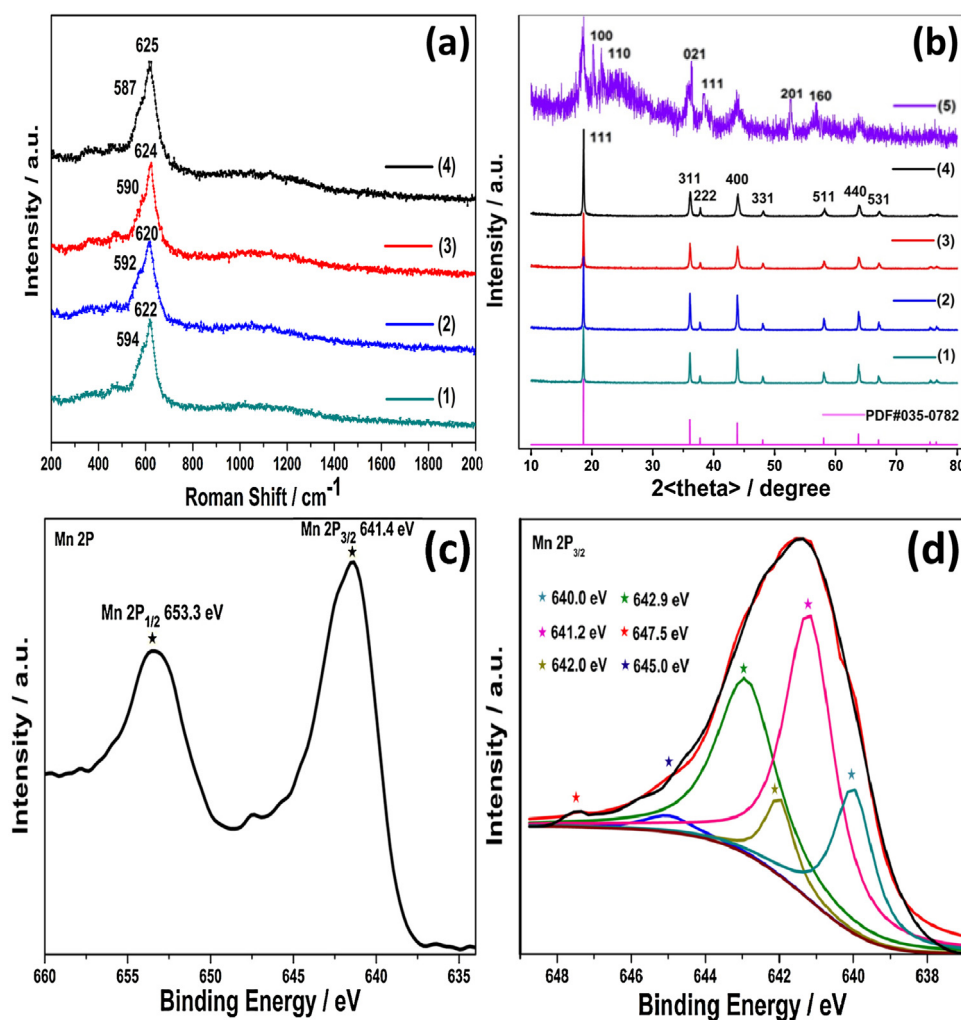 (a)
625
587
624
590
620
592
622
594
(4)
(3)
(2)
(1)
Intensity / a.u.
200 400 600 800 1000 1200 1400 1600 1800 2000
Roman Shift / cm-1
(b)
100
110
021
111
201
160
(5)
111
311
222
400
331
511
440
531
(4)
(3)
(2)
(1)
PDF#035-0782
Intensity / a.u.
10 20 30 40 50 60 70 80
2<theta> / degree
(c)
Mn 2P
Mn 2P3/2 641.4 eV
Mn 2P1/2 653.3 eV
Intensity / a.u.
660 655 650 645 640 635
Binding Energy / eV
(d)
Mn 2P3/2
640.0 eV 642.9 eV
641.2 eV 647.5 eV
642.0 eV 645.0 eV
Intensity / a.u.
648 646 644 642 640 638
Binding Energy / eV